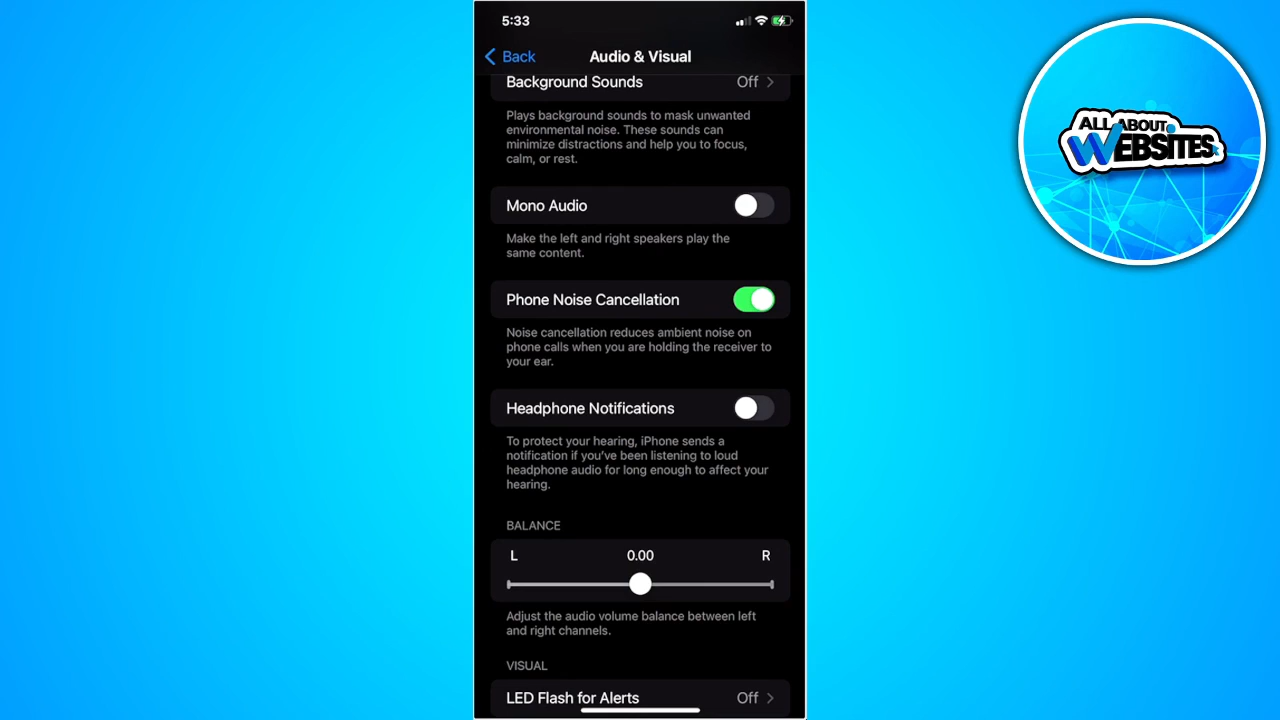 5:33
Back
Audio & Visual
Background Sounds Off
Plays background sounds to mask unwanted
environmental noise. These sounds can
minimize distractions and help you to focus,
calm, or rest.
Mono Audio
Make the left and right speakers play the
same content.
Phone Noise Cancellation
Noise cancellation reduces ambient noise on
phone calls when you are holding the receiver to
your ear.
Headphone Notifications
To protect your hearing, iPhone sends a
notification if you’ve been listening to loud
headphone audio for long enough to affect your
hearing.
BALANCE
L 0.00 R
Adjust the audio volume balance between left
and right channels.
VISUAL
LED Flash for Alerts Off
ALL ABOUT
WEBSITES